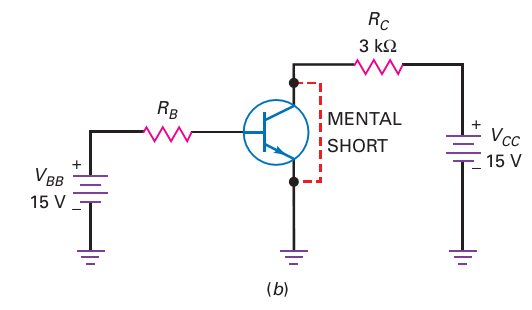 R_C
3 kΩ
R_B
MENTAL
SHORT
+
V_BB
15 V
–
+
V_CC
15 V
–
(b)